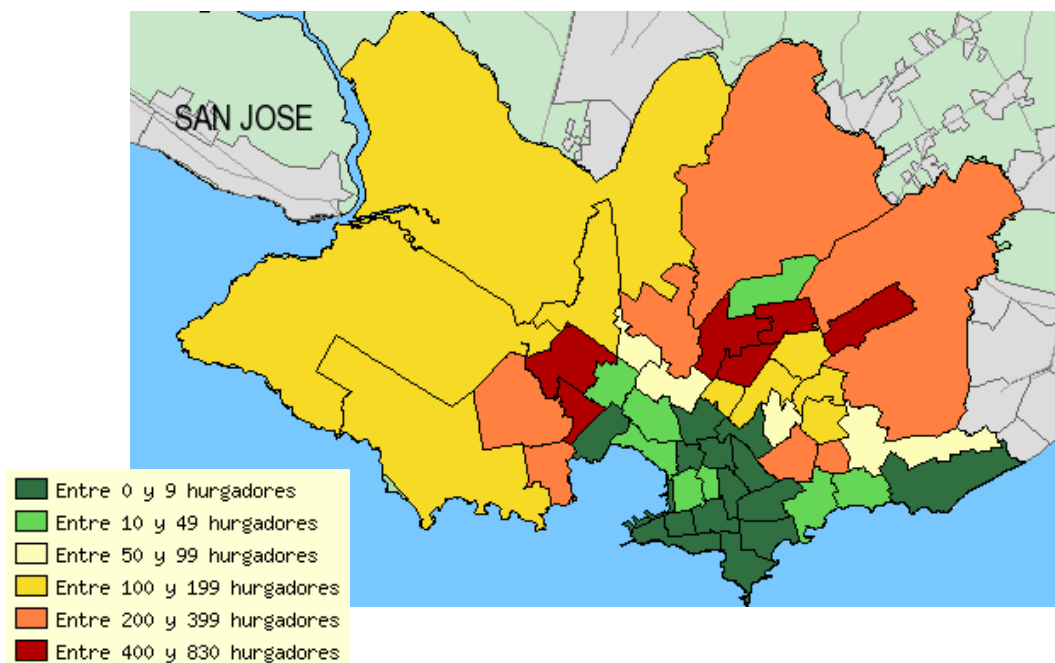 SAN JOSE
Entre 0 y 9 hurgadores
Entre 10 y 49 hurgadores
Entre 50 y 99 hurgadores
Entre 100 y 199 hurgadores
Entre 200 y 399 hurgadores
Entre 400 y 830 hurgadores